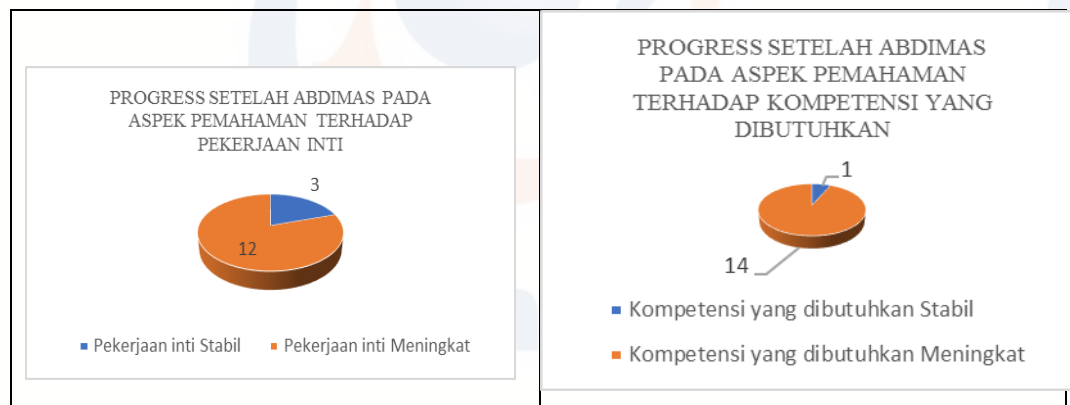 PROGRESS SETELAH ABDIMAS PADA
ASPEK PEMAHAMAN TERHADAP
PEKERJAAN INTI
3
12
Pekerjaan inti Stabil
Pekerjaan inti Meningkat
PROGRESS SETELAH ABDIMAS
PADA ASPEK PEMAHAMAN
TERHADAP KOMPETENSI YANG
DIBUTUHKAN
1
14
Kompetensi yang dibutuhkan Stabil
Kompetensi yang dibutuhkan Meningkat